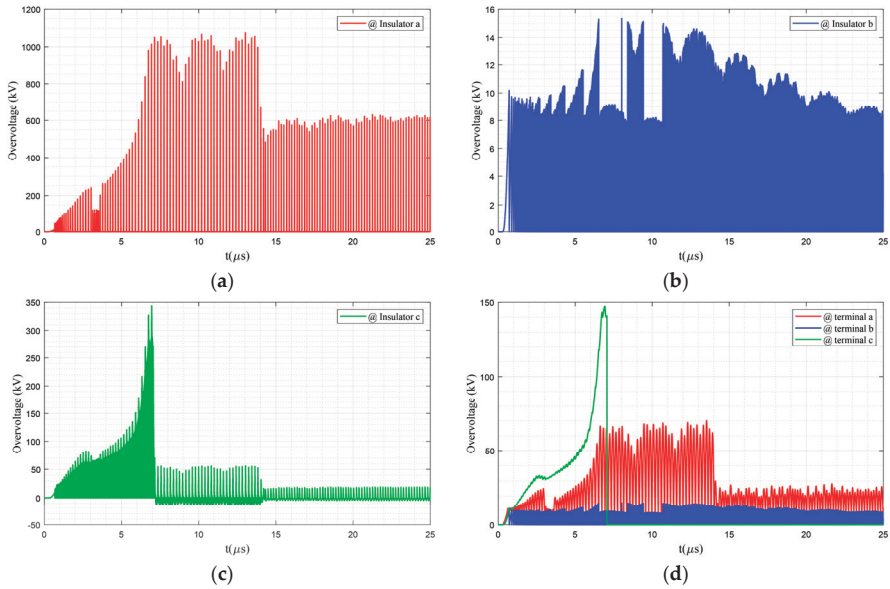 1200
1000
800
600
400
200
0
Overvoltage (kV)
@ Insulator a
0 5 10 15 20 25
t(μs)
(a)
16
14
12
10
8
6
4
2
0
Overvoltage (kV)
@ Insulator b
0 5 10 15 20 25
t(μs)
(b)
350
300
250
200
150
100
50
0
-50
Overvoltage (kV)
@ Insulator c
0 5 10 15 20 25
t(μs)
(c)
150
100
50
0
Overvoltage (kV)
@ terminal a
@ terminal b
@ terminal c
0 5 10 15 20 25
t(μs)
(d)